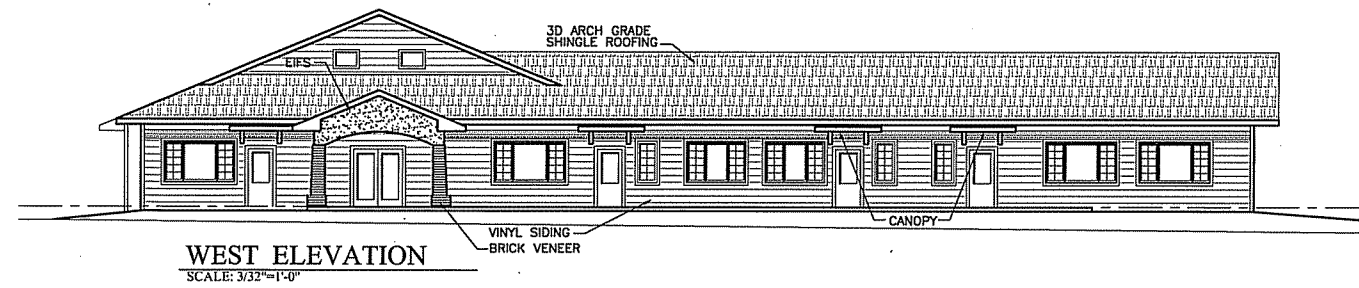 3D ARCH GRADE
SHINGLE ROOFING
EIFS
CANOPY
VINYL SIDING
BRICK VENEER
WEST ELEVATION
SCALE: 3/32"=1'-0"